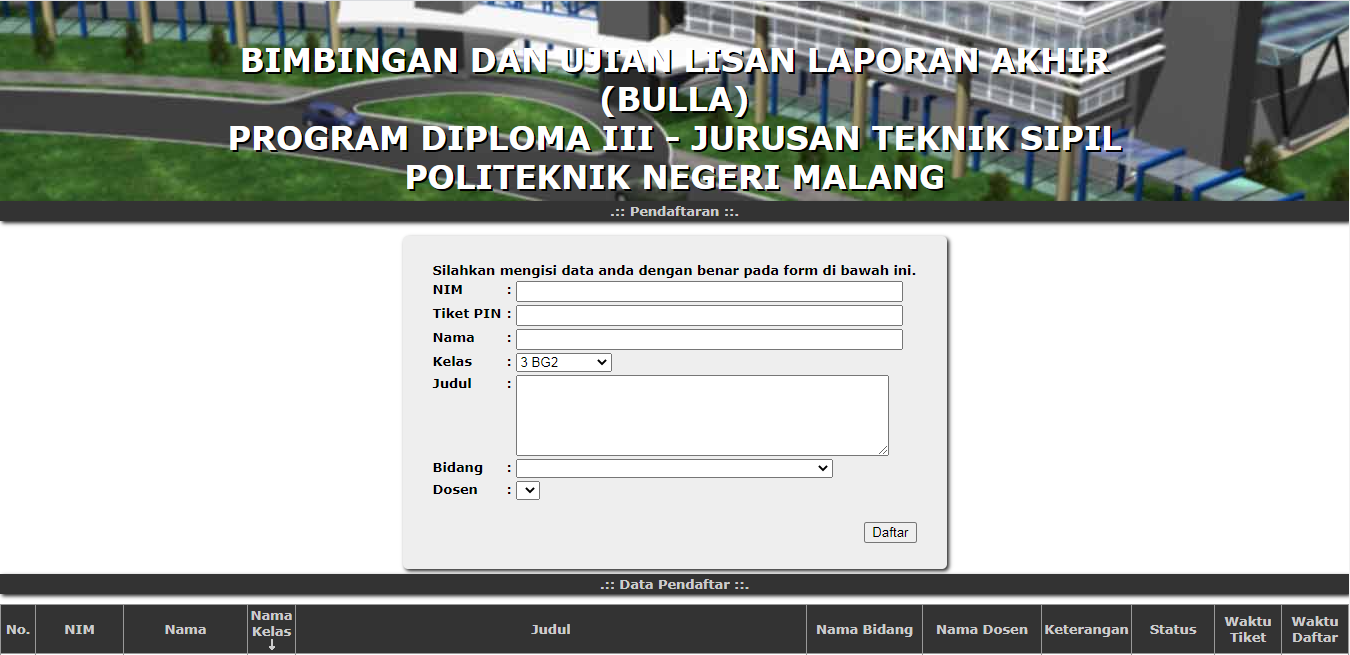 BIMBINGAN DAN UJIAN LISAN LAPORAN AKHIR
(BULLA)
PROGRAM DIPLOMA III - JURUSAN TEKNIK SIPIL
POLITEKNIK NEGERI MALANG
.:: Pendaftaran ::.
Silahkan mengisi data anda dengan benar pada form di bawah ini.
NIM :
Tiket PIN :
Nama :
Kelas : 3 BG2
Judul :
Bidang :
Dosen :
Daftar
.:: Data Pendaftar ::.
No. NIM Nama Nama Kelas ↓ Judul Nama Bidang Nama Dosen Keterangan Status Waktu Tiket Waktu Daftar